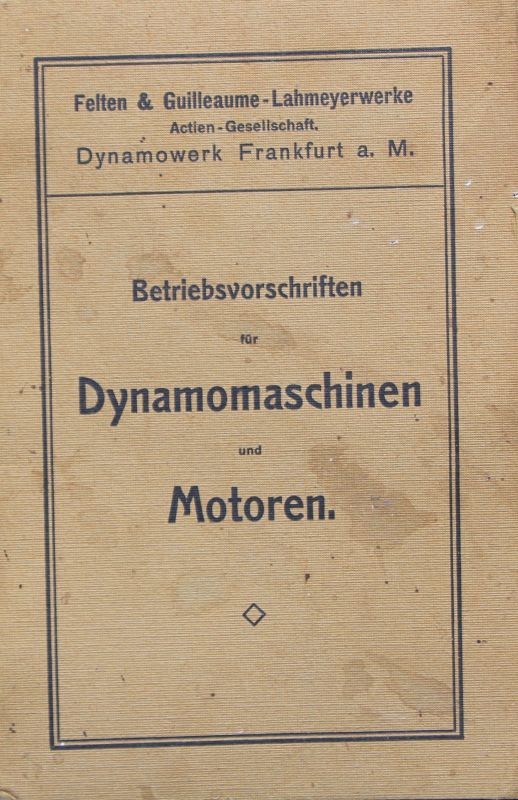 Felten & Guilleaume-Lahmeyerwerke
Actien-Gesellschaft.
Dynamowerk Frankfurt a. M.
Betriebsvorschriften
für
Dynamomaschinen
und
Motoren.